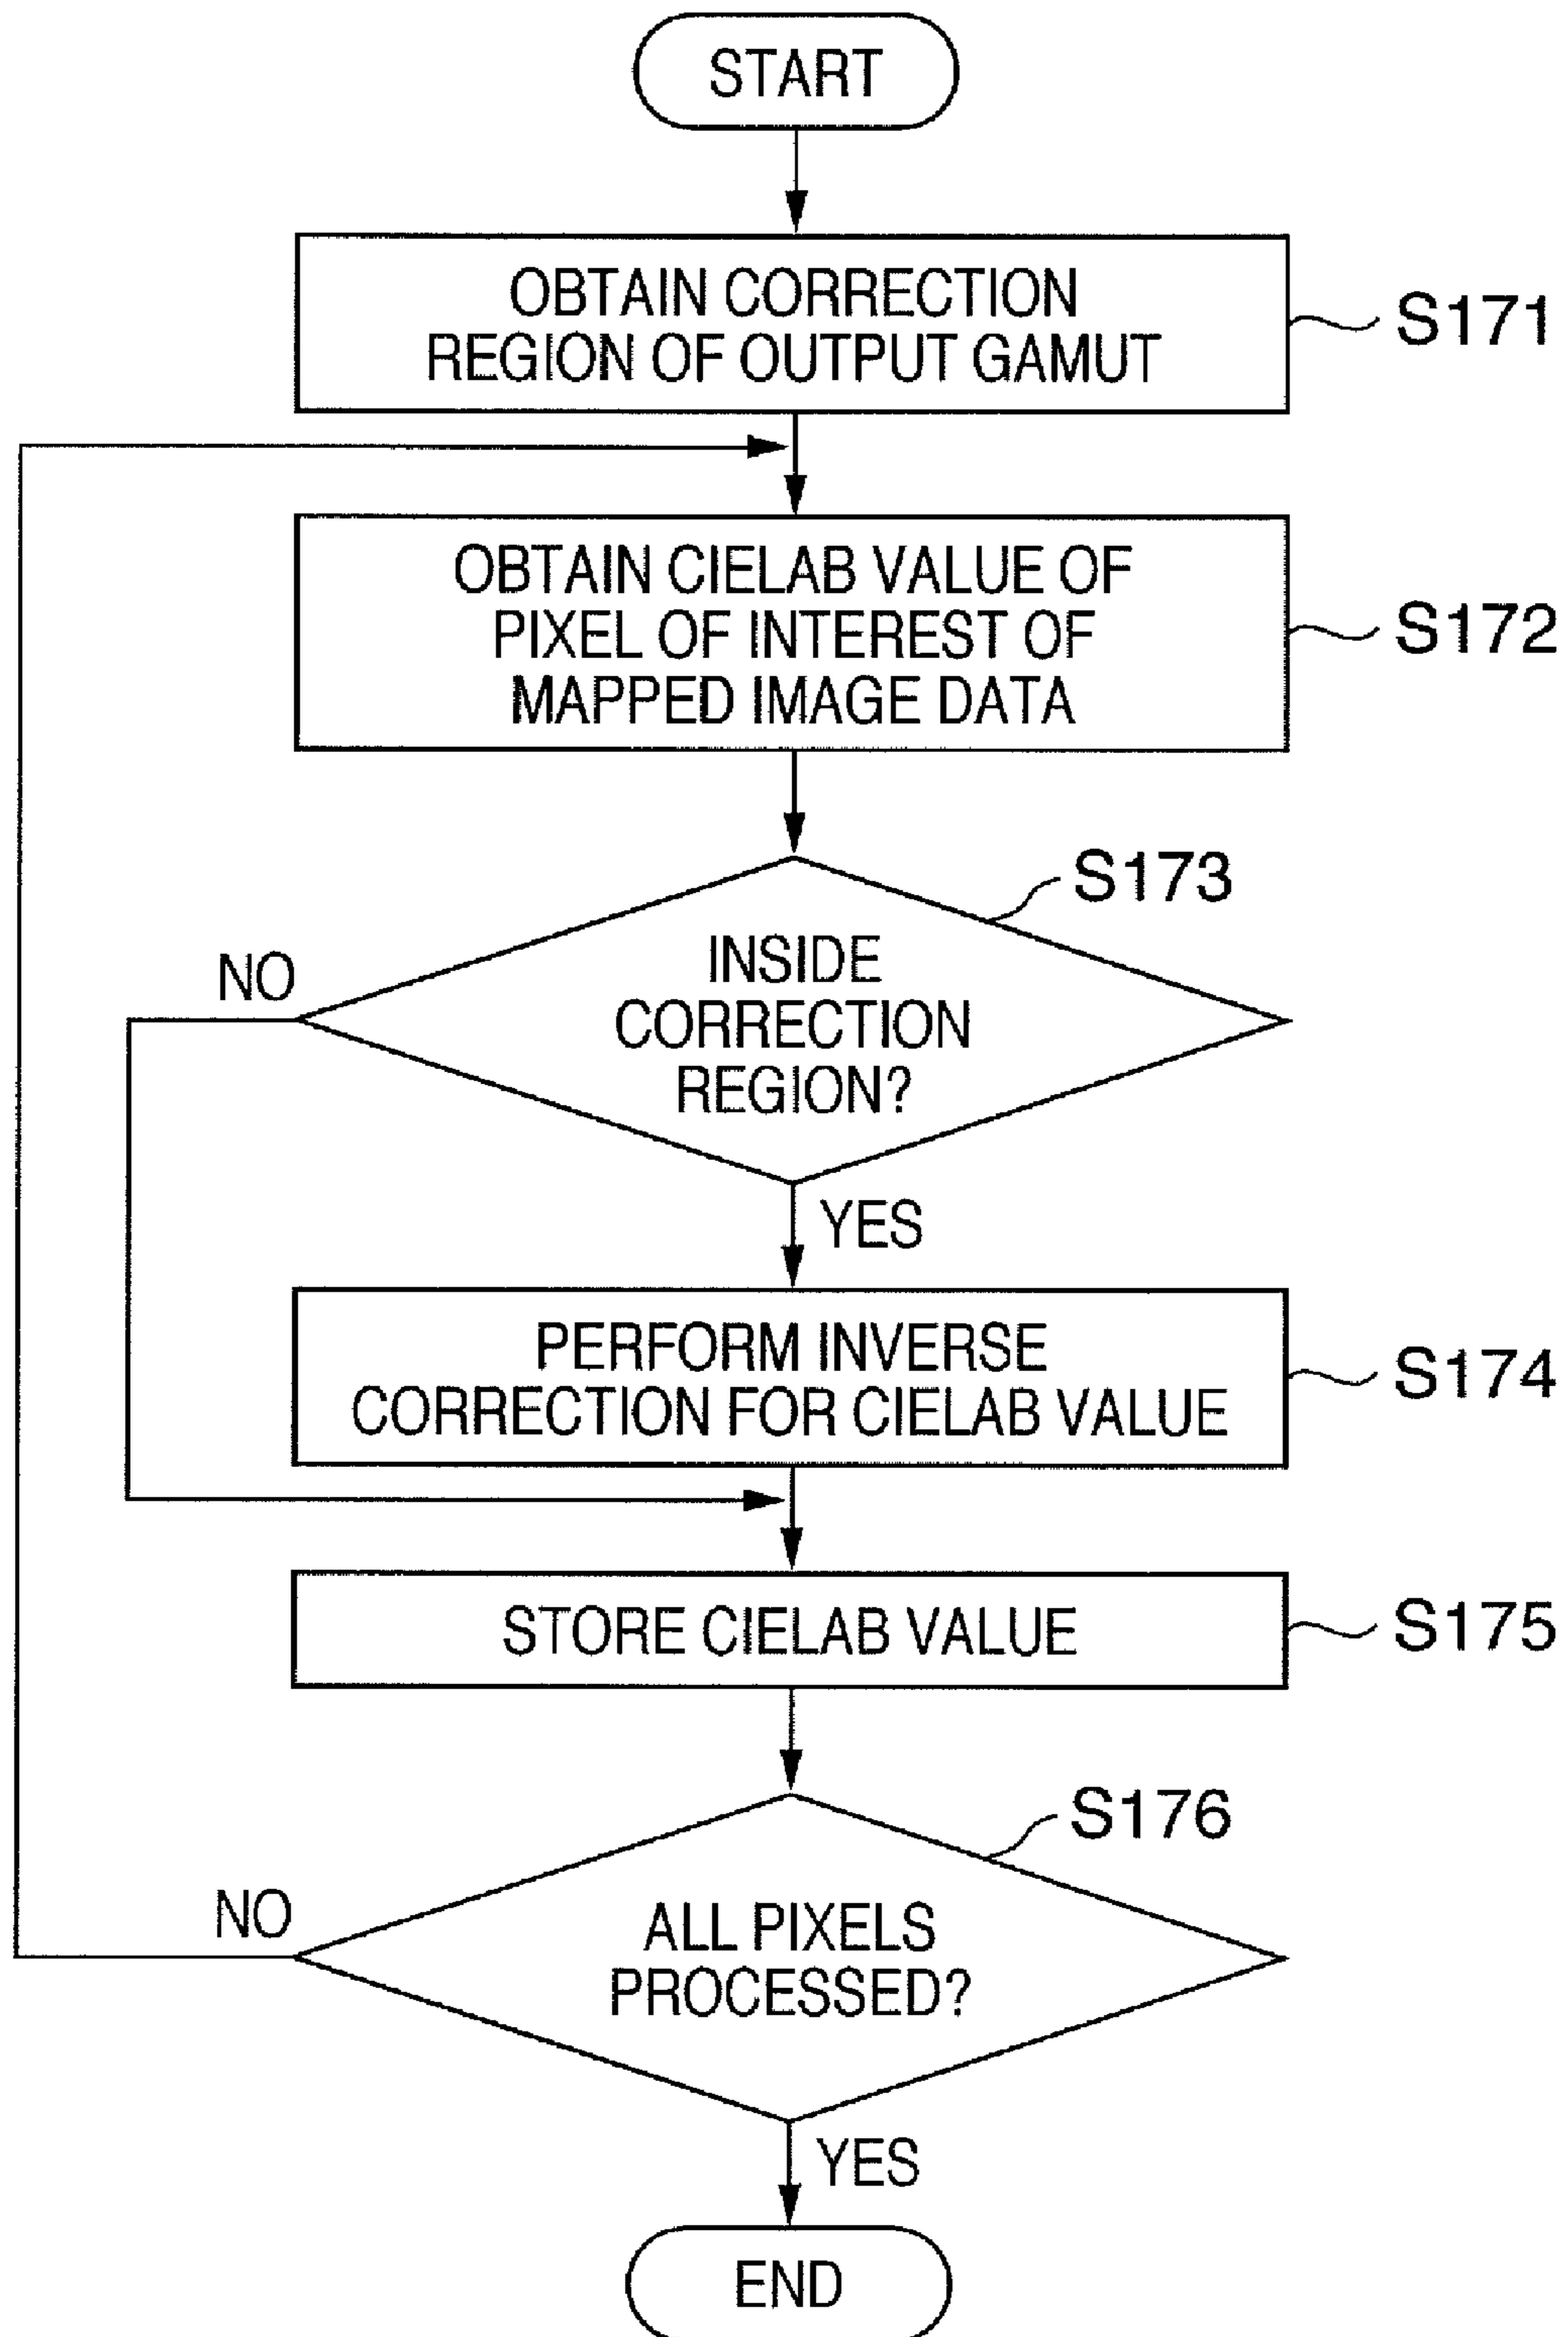 START
OBTAIN CORRECTION
REGION OF OUTPUT GAMUT
S171
OBTAIN CIELAB VALUE OF
PIXEL OF INTEREST OF
MAPPED IMAGE DATA
S172
S173
INSIDE
CORRECTION
REGION?
NO
YES
PERFORM INVERSE
CORRECTION FOR CIELAB VALUE
S174
STORE CIELAB VALUE
S175
S176
ALL PIXELS
PROCESSED?
NO
YES
END